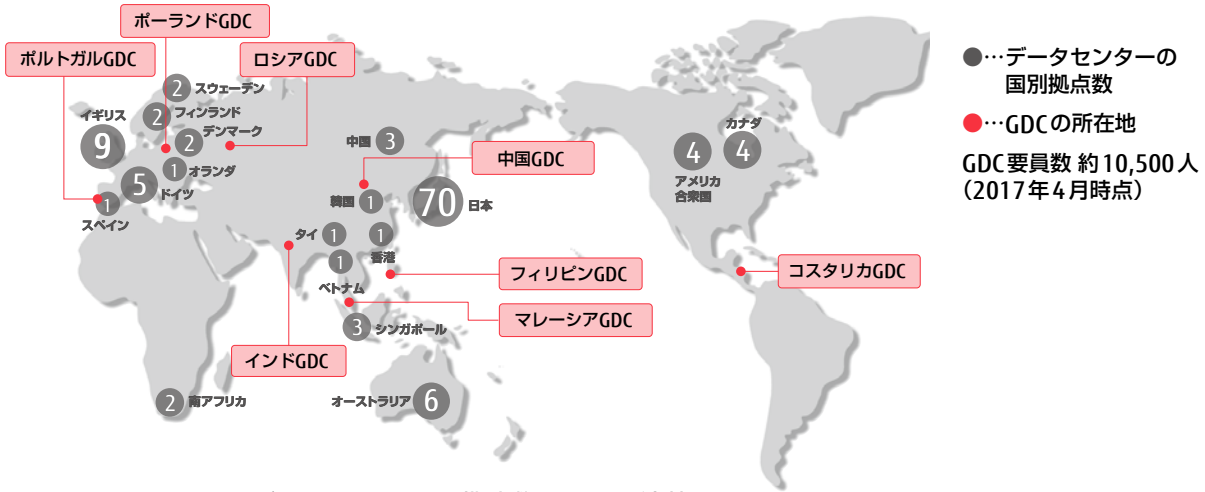 ポーランドGDC
ポルトガルGDC
ロシアGDC
2 スウェーデン
イギリス
9
2 フィンランド
2 デンマーク
1 オランダ
5 ドイツ
1
スペイン
中国 3
中国GDC
韓国 1
70 日本
タイ 1
1
香港
1
ベトナム
フィリピンGDC
マレーシアGDC
3 シンガポール
インドGDC
2 南アフリカ
オーストラリア 6
4
アメリカ
合衆国
カナダ
4
コスタリカGDC
●…データセンターの
国別拠点数
●…GDCの所在地
GDC要員数 約10,500人
（2017年4月時点）